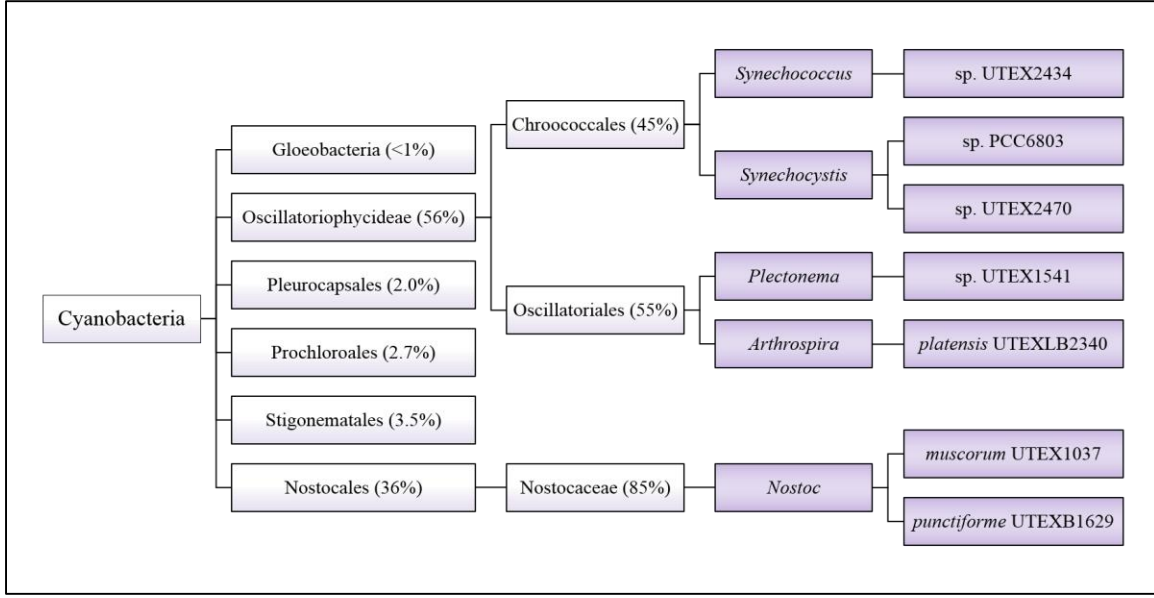 Cyanobacteria
Gloeobacteria (<1%)
Oscillatoriophycideae (56%)
Pleurocapsales (2.0%)
Prochloroales (2.7%)
Stigonematales (3.5%)
Nostocales (36%)
Chroococcales (45%)
Oscillatoriales (55%)
Nostocaceae (85%)
Synechococcus
Synechocystis
Plectonema
Arthrospira
Nostoc
sp. UTEX2434
sp. PCC6803
sp. UTEX2470
sp. UTEX1541
platensis UTEXLB2340
muscorum UTEX1037
punctiforme UTEXB1629